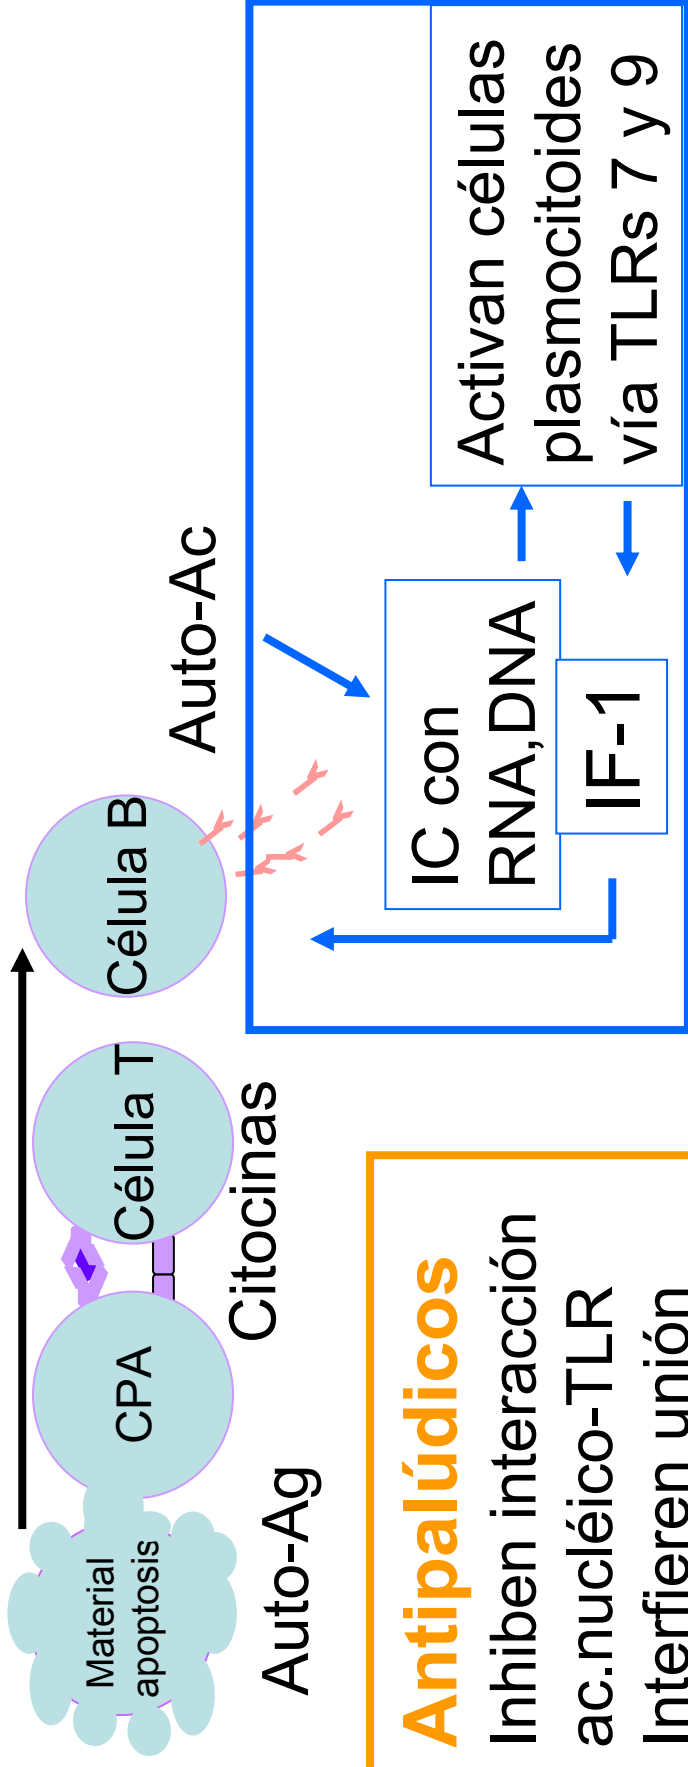 Material
apoptosis
CPA
Célula T
Célula B
Auto-Ag
Citocinas
Auto-Ac
IC con
RNA,DNA
IF-1
Activan células
plasmocitoides
vía TLRs 7 y 9
Antipalúdicos
Inhiben interacción
ac.nucléico-TLR
Interfieren unión